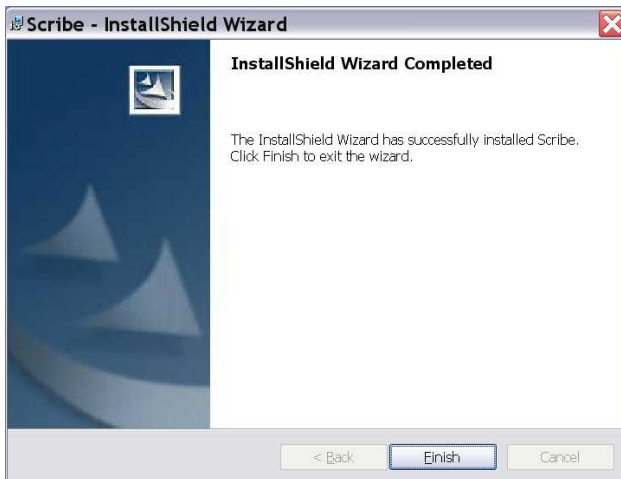 Scribe - InstallShield Wizard
InstallShield Wizard Completed
The InstallShield Wizard has successfully installed Scribe.
Click Finish to exit the wizard.
< Back
Finish
Cancel